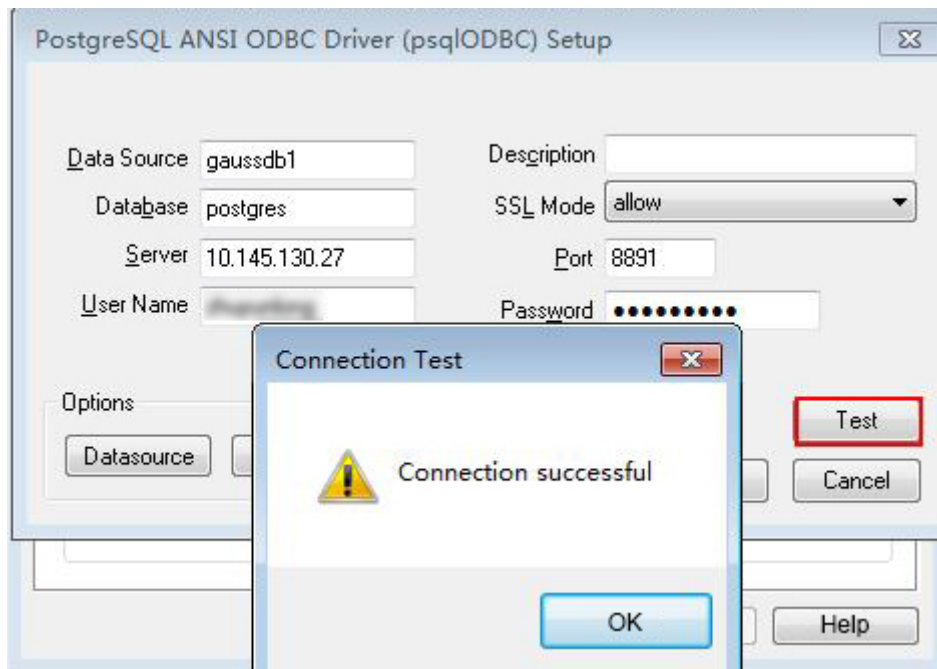 PostgreSQL ANSI ODBC Driver (psqlODBC) Setup
Data Source gaussdb1 Description
Database postgres SSL Mode allow
Server 10.145.130.27 Port 8891
User Name Password •••••••••
Connection Test
Options
Test
Datasource
Connection successful
Cancel
OK
Help